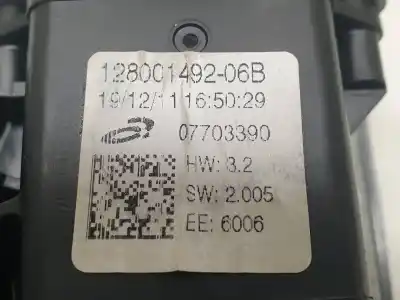 128001492-06B
19/12/11 16:50:29
07703390
HW: 3.2
SW: 2.005
EE: 6006